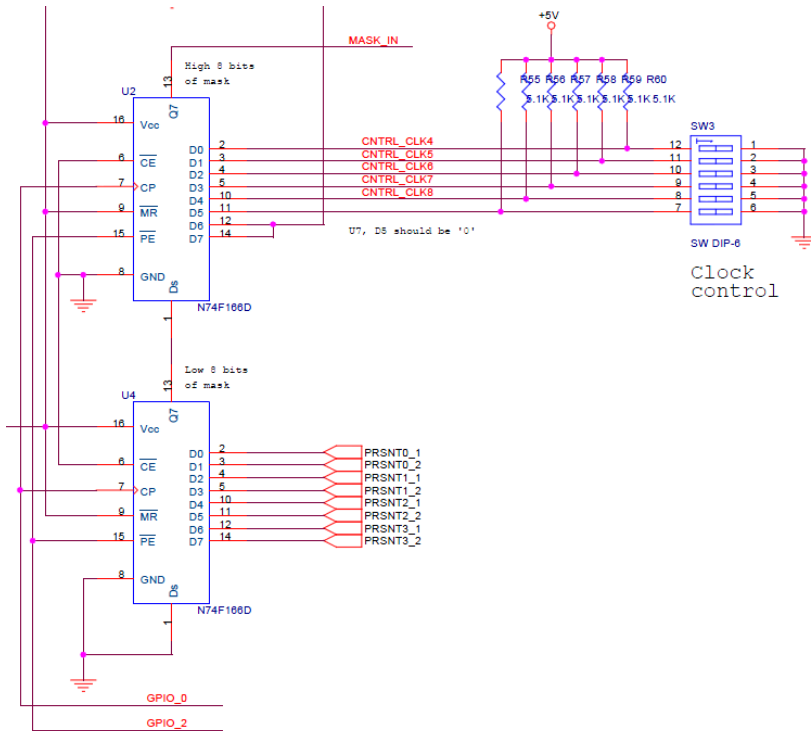 +5V
MASK_IN
High 8 bits
of mask
U2
13
Q7
R55 R56 R57 R58 R59 R60
5.1K 5.1K 5.1K 5.1K 5.1K 5.1K
SW3
16 Vcc
D0 2 CNTRL_CLK4 12 1
6 CE D1 3 CNTRL_CLK5 11 2
D2 4 CNTRL_CLK6 10 3
7 CP D3 5 CNTRL_CLK7 9 4
D4 10 CNTRL_CLK8 8 5
9 MR D5 11 7 6
D6 12
15 PE D7 14
U7, D5 should be '0'
SW DIP-6
8 GND
Ds
Clock
control
N74F166D
1
Low 8 bits
of mask
U4
13
Q7
16 Vcc
D0 2 PRSNT0_1
6 CE D1 3 PRSNT0_2
D2 4 PRSNT1_1
7 CP D3 5 PRSNT1_2
D4 10 PRSNT2_1
9 MR D5 11 PRSNT2_2
D6 12 PRSNT3_1
15 PE D7 14 PRSNT3_2
8 GND
Ds
N74F166D
1
GPIO_0
GPIO_2